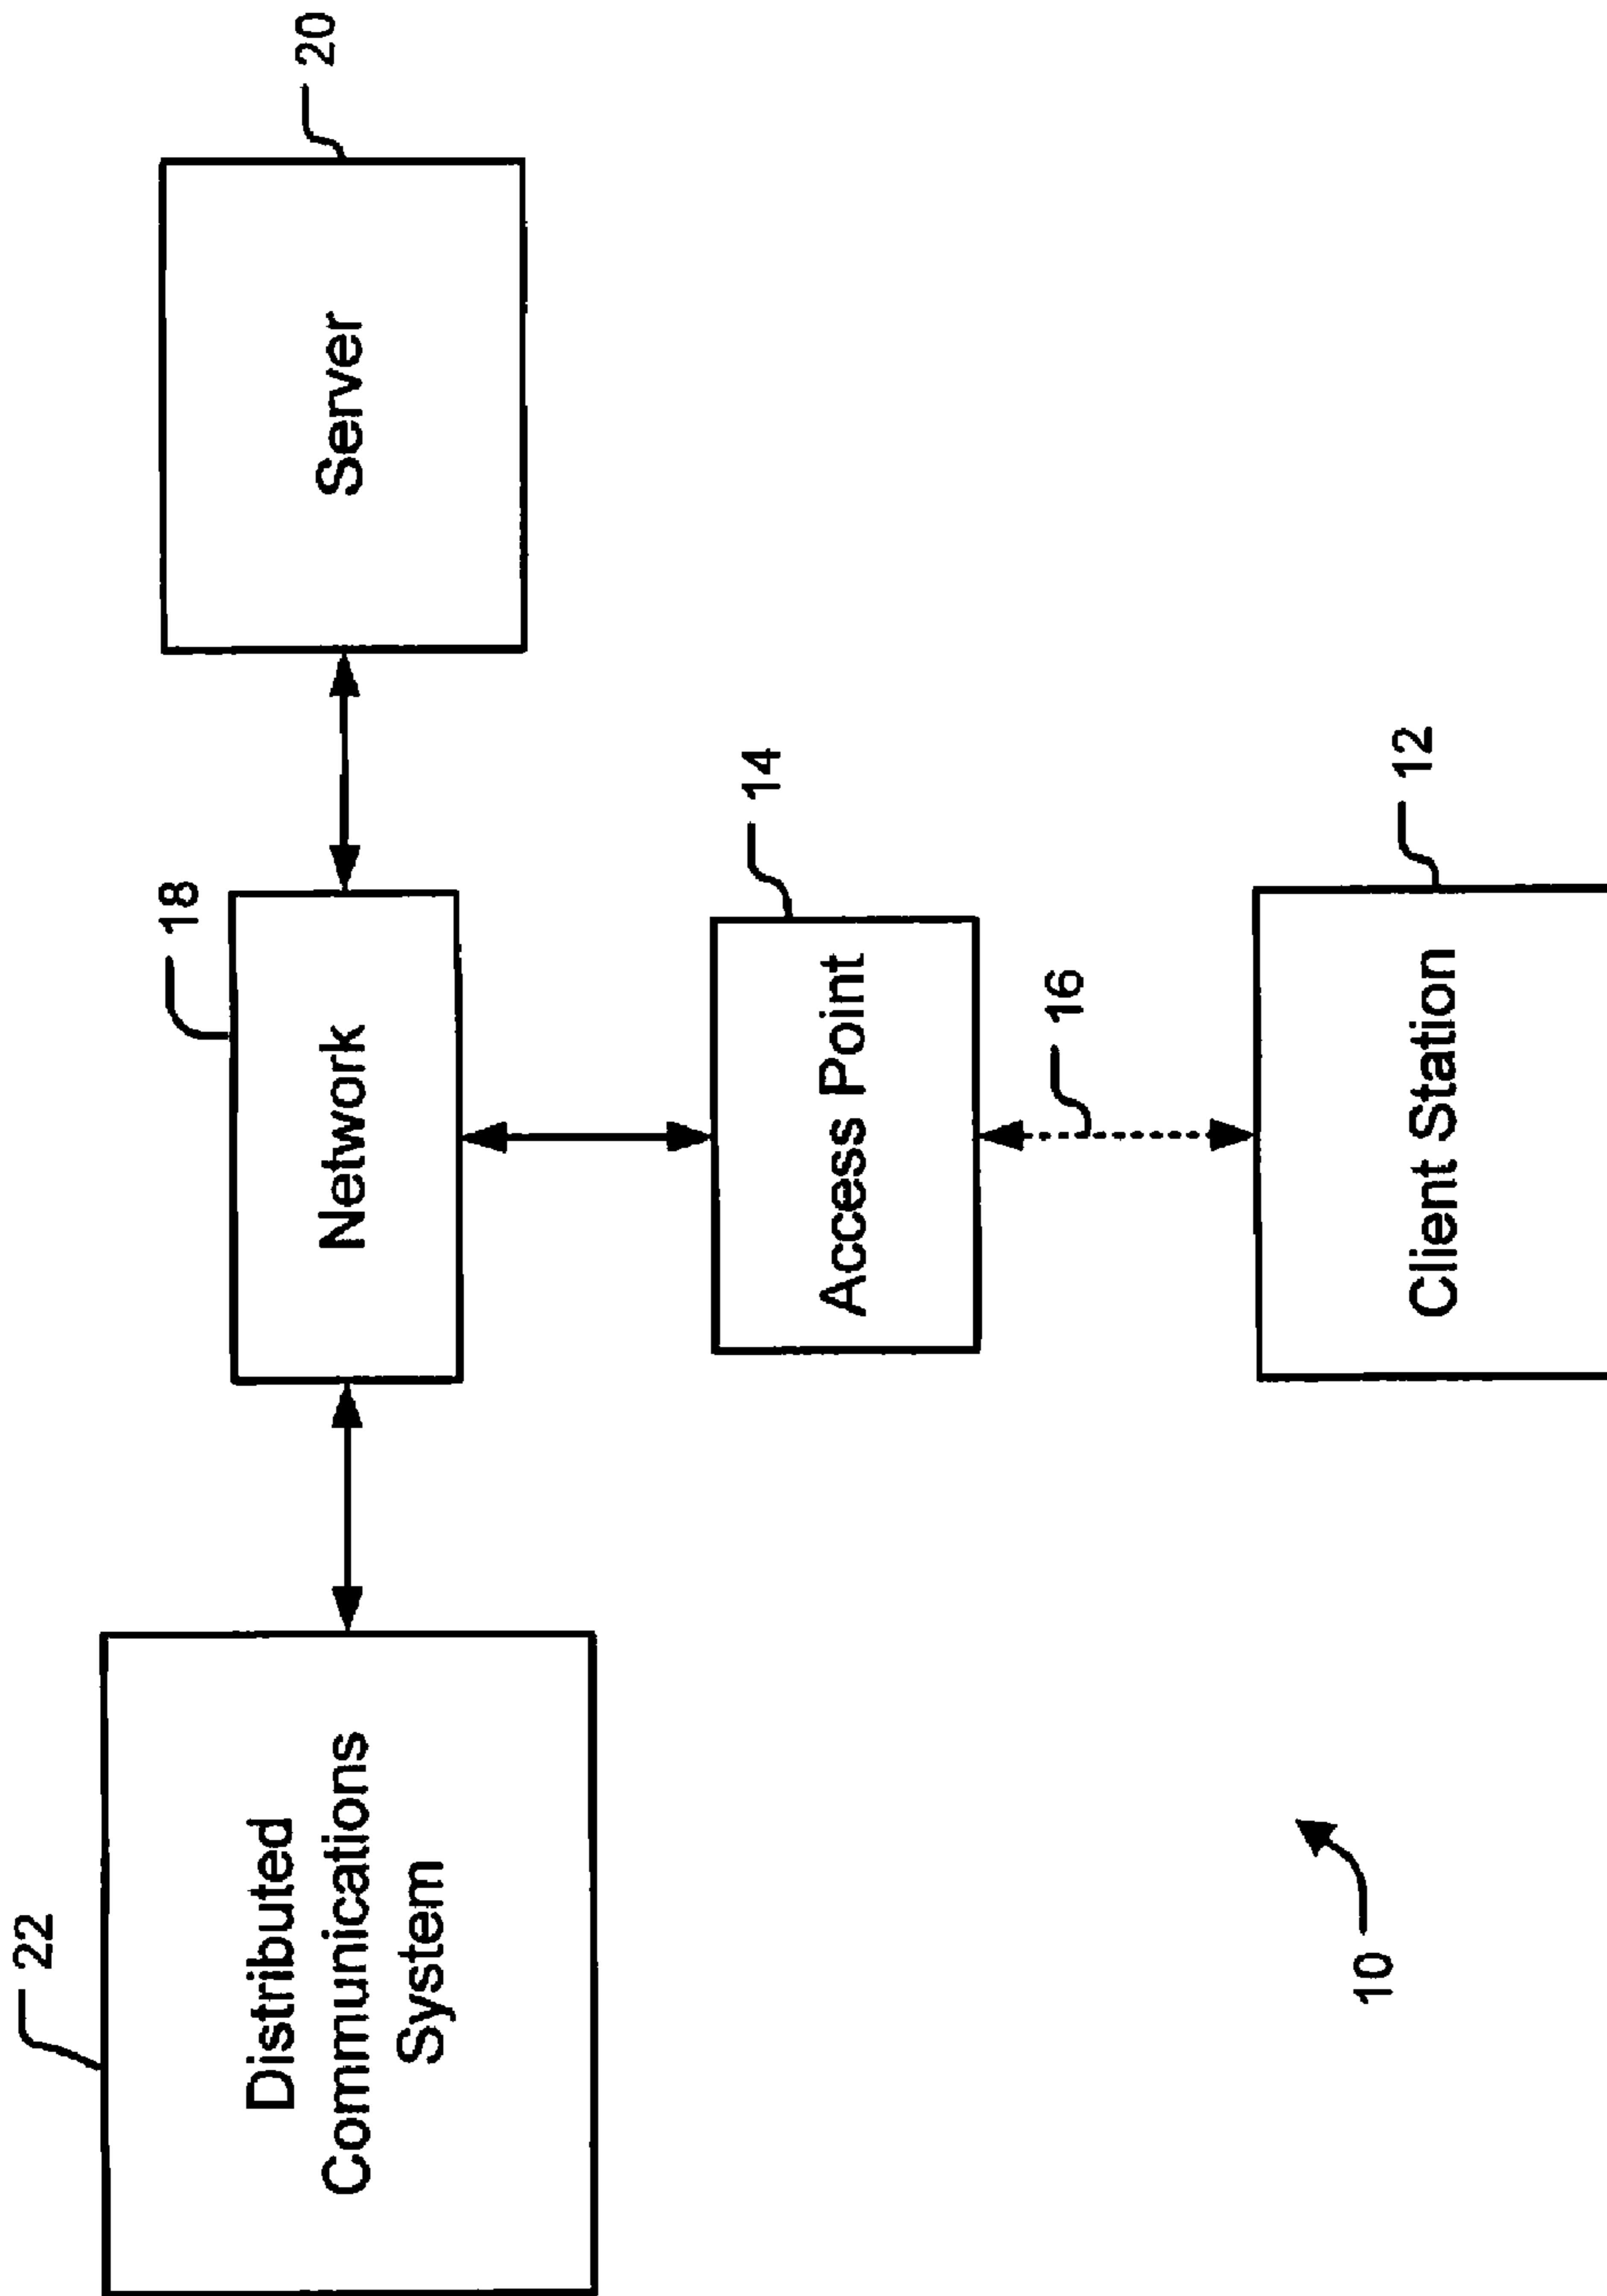 22
Distributed
Communications
System
18
Network
20
Server
14
Access Point
16
12
Client Station
10